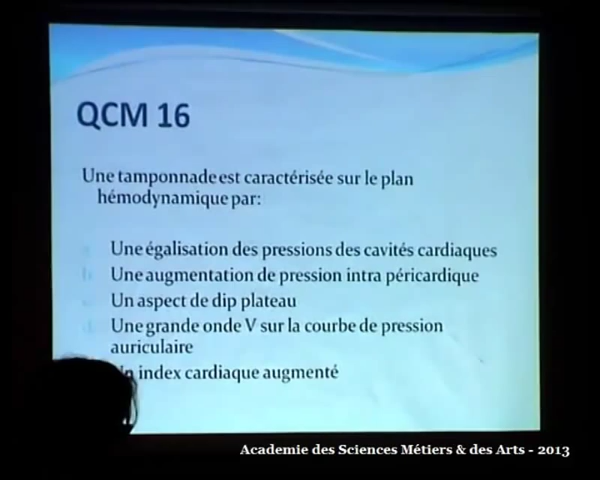 QCM 16
Une tamponnade est caractérisée sur le plan
hémodynamique par:
Une égalisation des pressions des cavités cardiaques
Une augmentation de pression intra péricardique
Un aspect de dip plateau
Une grande onde V sur la courbe de pression
auriculaire
index cardiaque augmenté
Academie des Sciences Métiers & des Arts - 2013